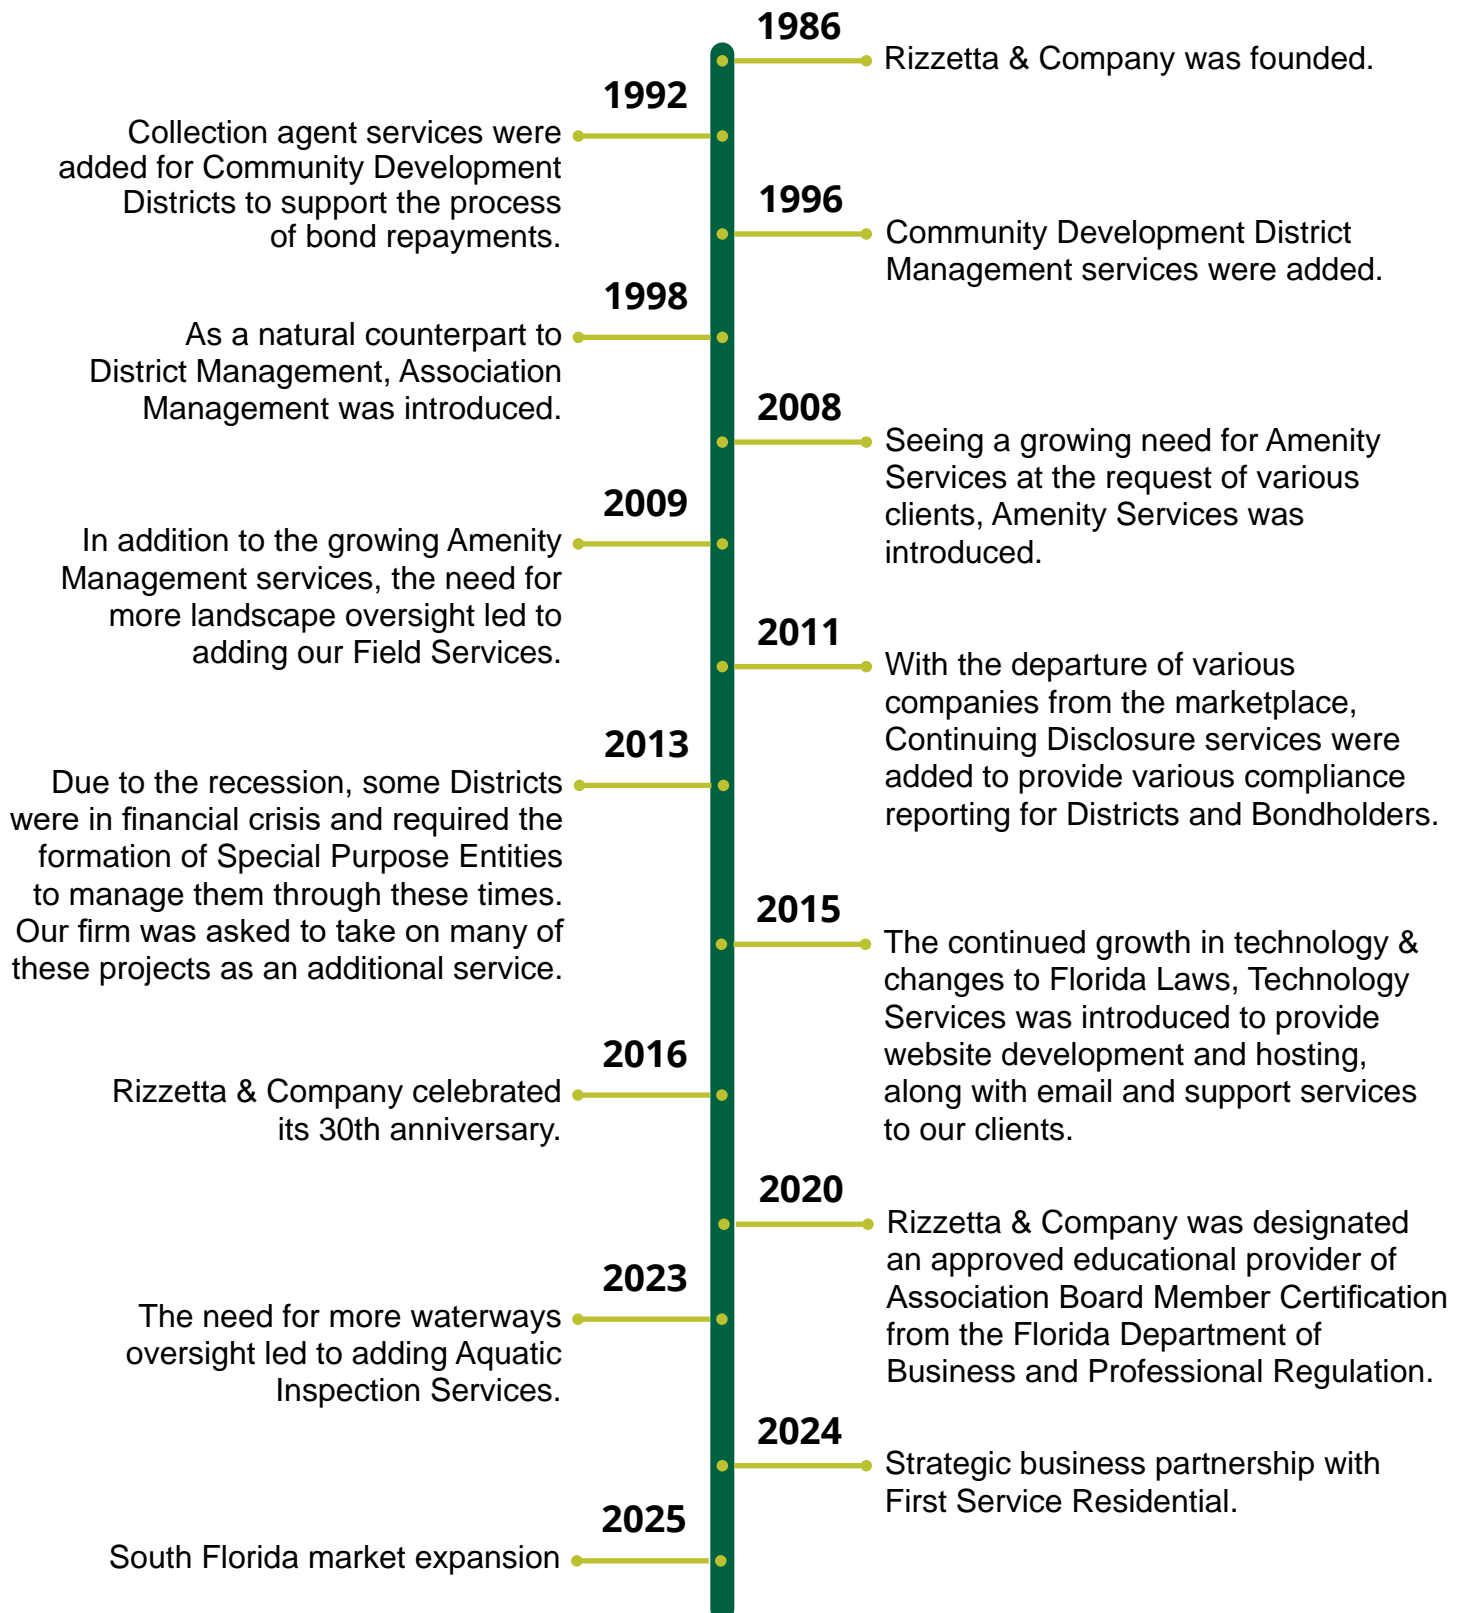 1986
Rizzetta & Company was founded.
1992
Collection agent services were
added for Community Development
Districts to support the process
of bond repayments.
1996
Community Development District
Management services were added.
1998
As a natural counterpart to
District Management, Association
Management was introduced.
2008
Seeing a growing need for Amenity
Services at the request of various
clients, Amenity Services was
introduced.
2009
In addition to the growing Amenity
Management services, the need for
more landscape oversight led to
adding our Field Services.
2011
With the departure of various
companies from the marketplace,
Continuing Disclosure services were
added to provide various compliance
reporting for Districts and Bondholders.
2013
Due to the recession, some Districts
were in financial crisis and required the
formation of Special Purpose Entities
to manage them through these times.
Our firm was asked to take on many of
these projects as an additional service.
2015
The continued growth in technology &
changes to Florida Laws, Technology
Services was introduced to provide
website development and hosting,
along with email and support services
to our clients.
2016
Rizzetta & Company celebrated
its 30th anniversary.
2020
Rizzetta & Company was designated
an approved educational provider of
Association Board Member Certification
from the Florida Department of
Business and Professional Regulation.
2023
The need for more waterways
oversight led to adding Aquatic
Inspection Services.
2024
Strategic business partnership with
First Service Residential.
2025
South Florida market expansion